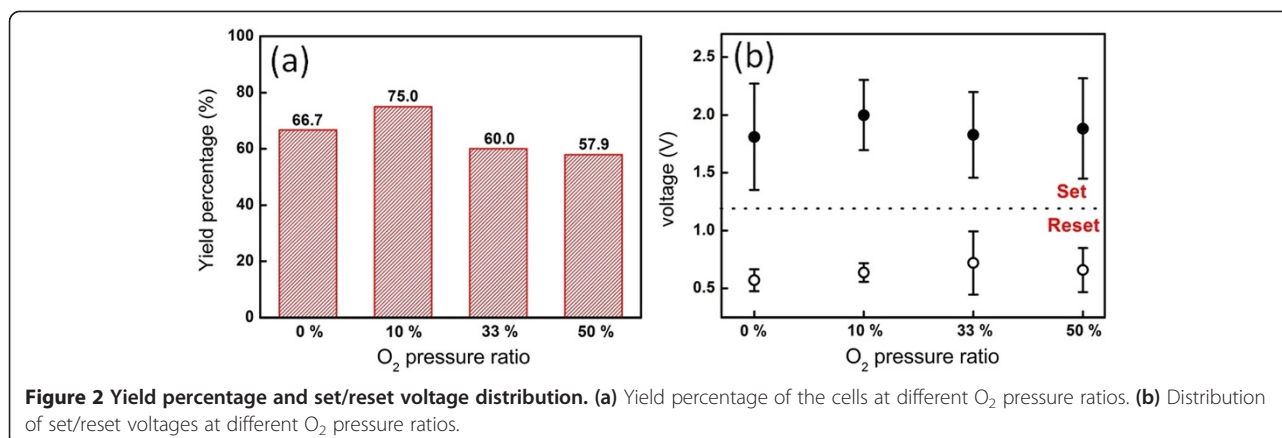 (a)
Yield percentage (%)
100
80
60
40
20
0
66.7
75.0
60.0
57.9
0 %
10 %
33 %
50 %
O₂ pressure ratio
(b)
voltage (V)
2.5
2.0
1.5
1.0
0.5
Set
Reset
0 %
10 %
33 %
50 %
O₂ pressure ratio
Figure 2 Yield percentage and set/reset voltage distribution. (a) Yield percentage of the cells at different O₂ pressure ratios. (b) Distribution
of set/reset voltages at different O₂ pressure ratios.